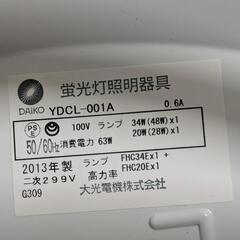 蛍光灯照明器具
DAIKO YDCL-001A 0.6A
PSE 100V ランプ 34W(48W)x1
20W(28W)x1
50/60Hz 消費電力 63W
2013年製 ランプ FHC34Ex1 +
FHC20Ex1
二次299V 高力率
G309 大光電機株式会社